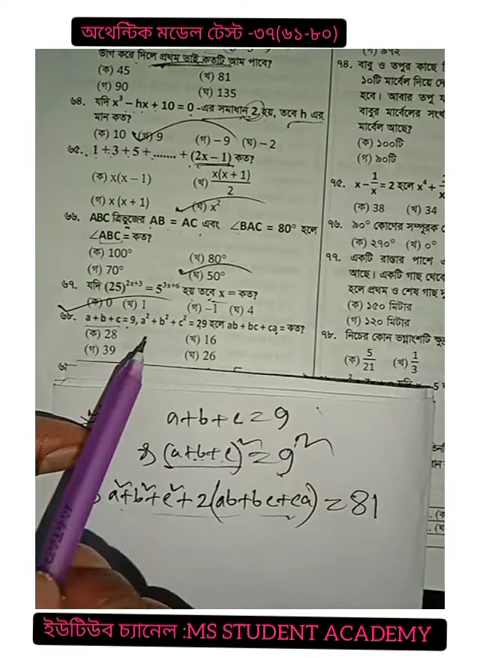 অথেন্টিক মডেল টেস্ট -৩৭(৬১-৮০)
ভাগ করে দিলে প্রথম ভাই কতটি আম পাবে?
(ক) 45 (খ) 81
(গ) 90 (ঘ) 135
৬৪. যদি x³ – hx + 10 = 0 -এর সমাধান 2 হয়, তবে h এর
মান কত?
(ক) 10 (খ) 9 (গ) – 9 (ঘ) –2
৬৫. 1 + 3 + 5 + ....... + (2x – 1) কত?
(ক) x(x – 1) (খ) x(x + 1)/2
(গ) x (x + 1) (ঘ) x²
৬৬. ABC ত্রিভুজের AB = AC এবং ∠BAC = 80° হলে
∠ABC = কত?
(ক) 100° (খ) 80°
(গ) 70° (ঘ) 50°
৬৭. যদি (25)²ˣ⁺³ = 5³ˣ⁺⁶ হয় তবে x = কত?
(ক) 0 (খ) 1 (গ) -1 (ঘ) 4
৬৮. a + b + c = 9, a² + b² + c² = 29 হলে ab + bc + ca = কত?
(ক) 28 (খ) 16
(গ) 39 (ঘ) 26
(গ) ৮৭২
৭৪. বাবু ও তপুর কাছে
১০টি মার্বেল দিয়ে দে
হবে। আবার তপু য
বাবুর মার্বেলের সংখ
মার্বেল আছে?
(ক) ১০০টি
(গ) ৯০টি
৭৫. x – 1/x = 2 হলে x⁴ +
(ক) 38 (খ) 34
৭৬. ৯০° কোণের সম্পূরক
(ক) ২৭০° (খ) ০°
৭৭. একটি রাস্তার পাশে
আছে। একটি গাছ থেকে
হলে প্রথম ও শেষ গাছ
(ক) ১৫০ মিটার
(গ) ১২০ মিটার
৭৮. নিচের কোন ভগ্নাংশটি ক্ষু
(ক) 5/21 (খ) 1/3
a+b+c = 9
(a+b+c)² = 9²
a²+b²+c²+2(ab+bc+ca) = 81
ইউটিউব চ্যানেল :MS STUDENT ACADEMY